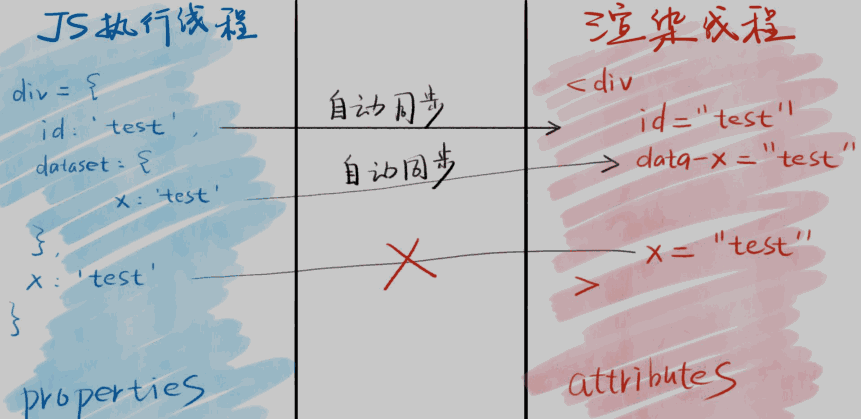 JS执行线程
div = {
id: 'test',
dataset: {
x: 'test'
},
x: 'test'
}
properties
自动同步
自动同步
渲染线程
<div
id="test"
data-x="test"
x="test"
>
attributes